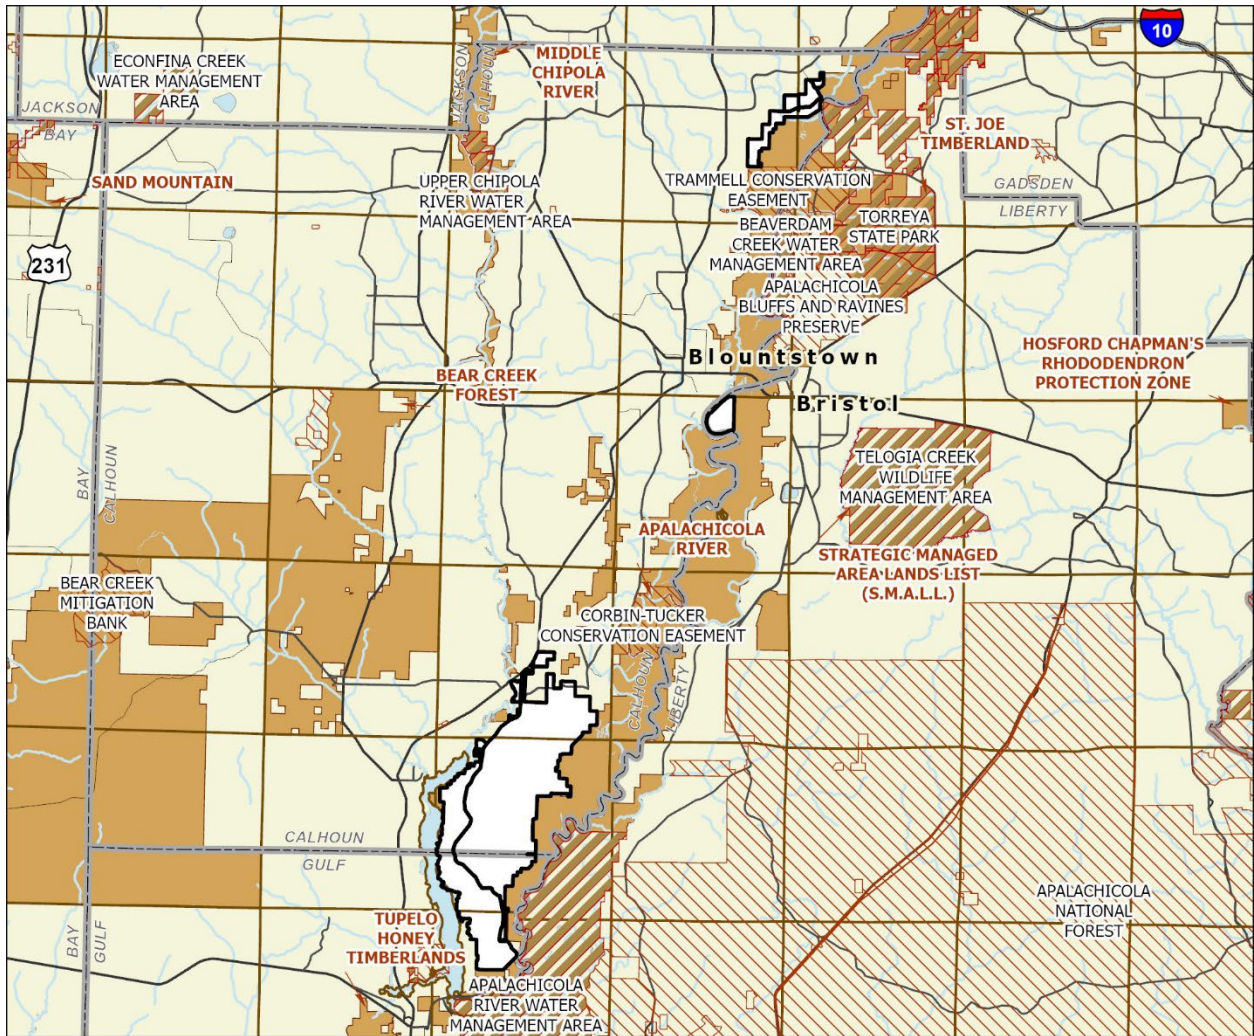 10
ECONFINA CREEK
WATER MANAGEMENT
AREA
MIDDLE
CHIPOLA
RIVER
JACKSON
CALHOUN
JACKSON
BAY
ST. JOE
TIMBERLAND
SAND MOUNTAIN
UPPER CHIPOLA
RIVER WATER
MANAGEMENT AREA
TRAMMELL CONSERVATION
EASEMENT
GADSDEN
LIBERTY
BEAVERDAM
CREEK WATER
MANAGEMENT AREA
TORREYA
STATE PARK
231
APALACHICOLA
BLUFFS AND RAVINES
PRESERVE
Blountstown
HOSFORD CHAPMAN'S
RHODODENDRON
PROTECTION ZONE
BEAR CREEK
FOREST
Bristol
BAY
CALHOUN
TELOGIA CREEK
WILDLIFE
MANAGEMENT AREA
APALACHICOLA
RIVER
STRATEGIC MANAGED
AREA LANDS LIST
(S.M.A.L.L.)
BEAR CREEK
MITIGATION
BANK
CORBIN-TUCKER
CONSERVATION EASEMENT
CALHOUN
LIBERTY
CALHOUN
GULF
APALACHICOLA
NATIONAL
FOREST
BAY
GULF
TUPELO
HONEY
TIMBERLANDS
APALACHICOLA
RIVER WATER
MANAGEMENT AREA